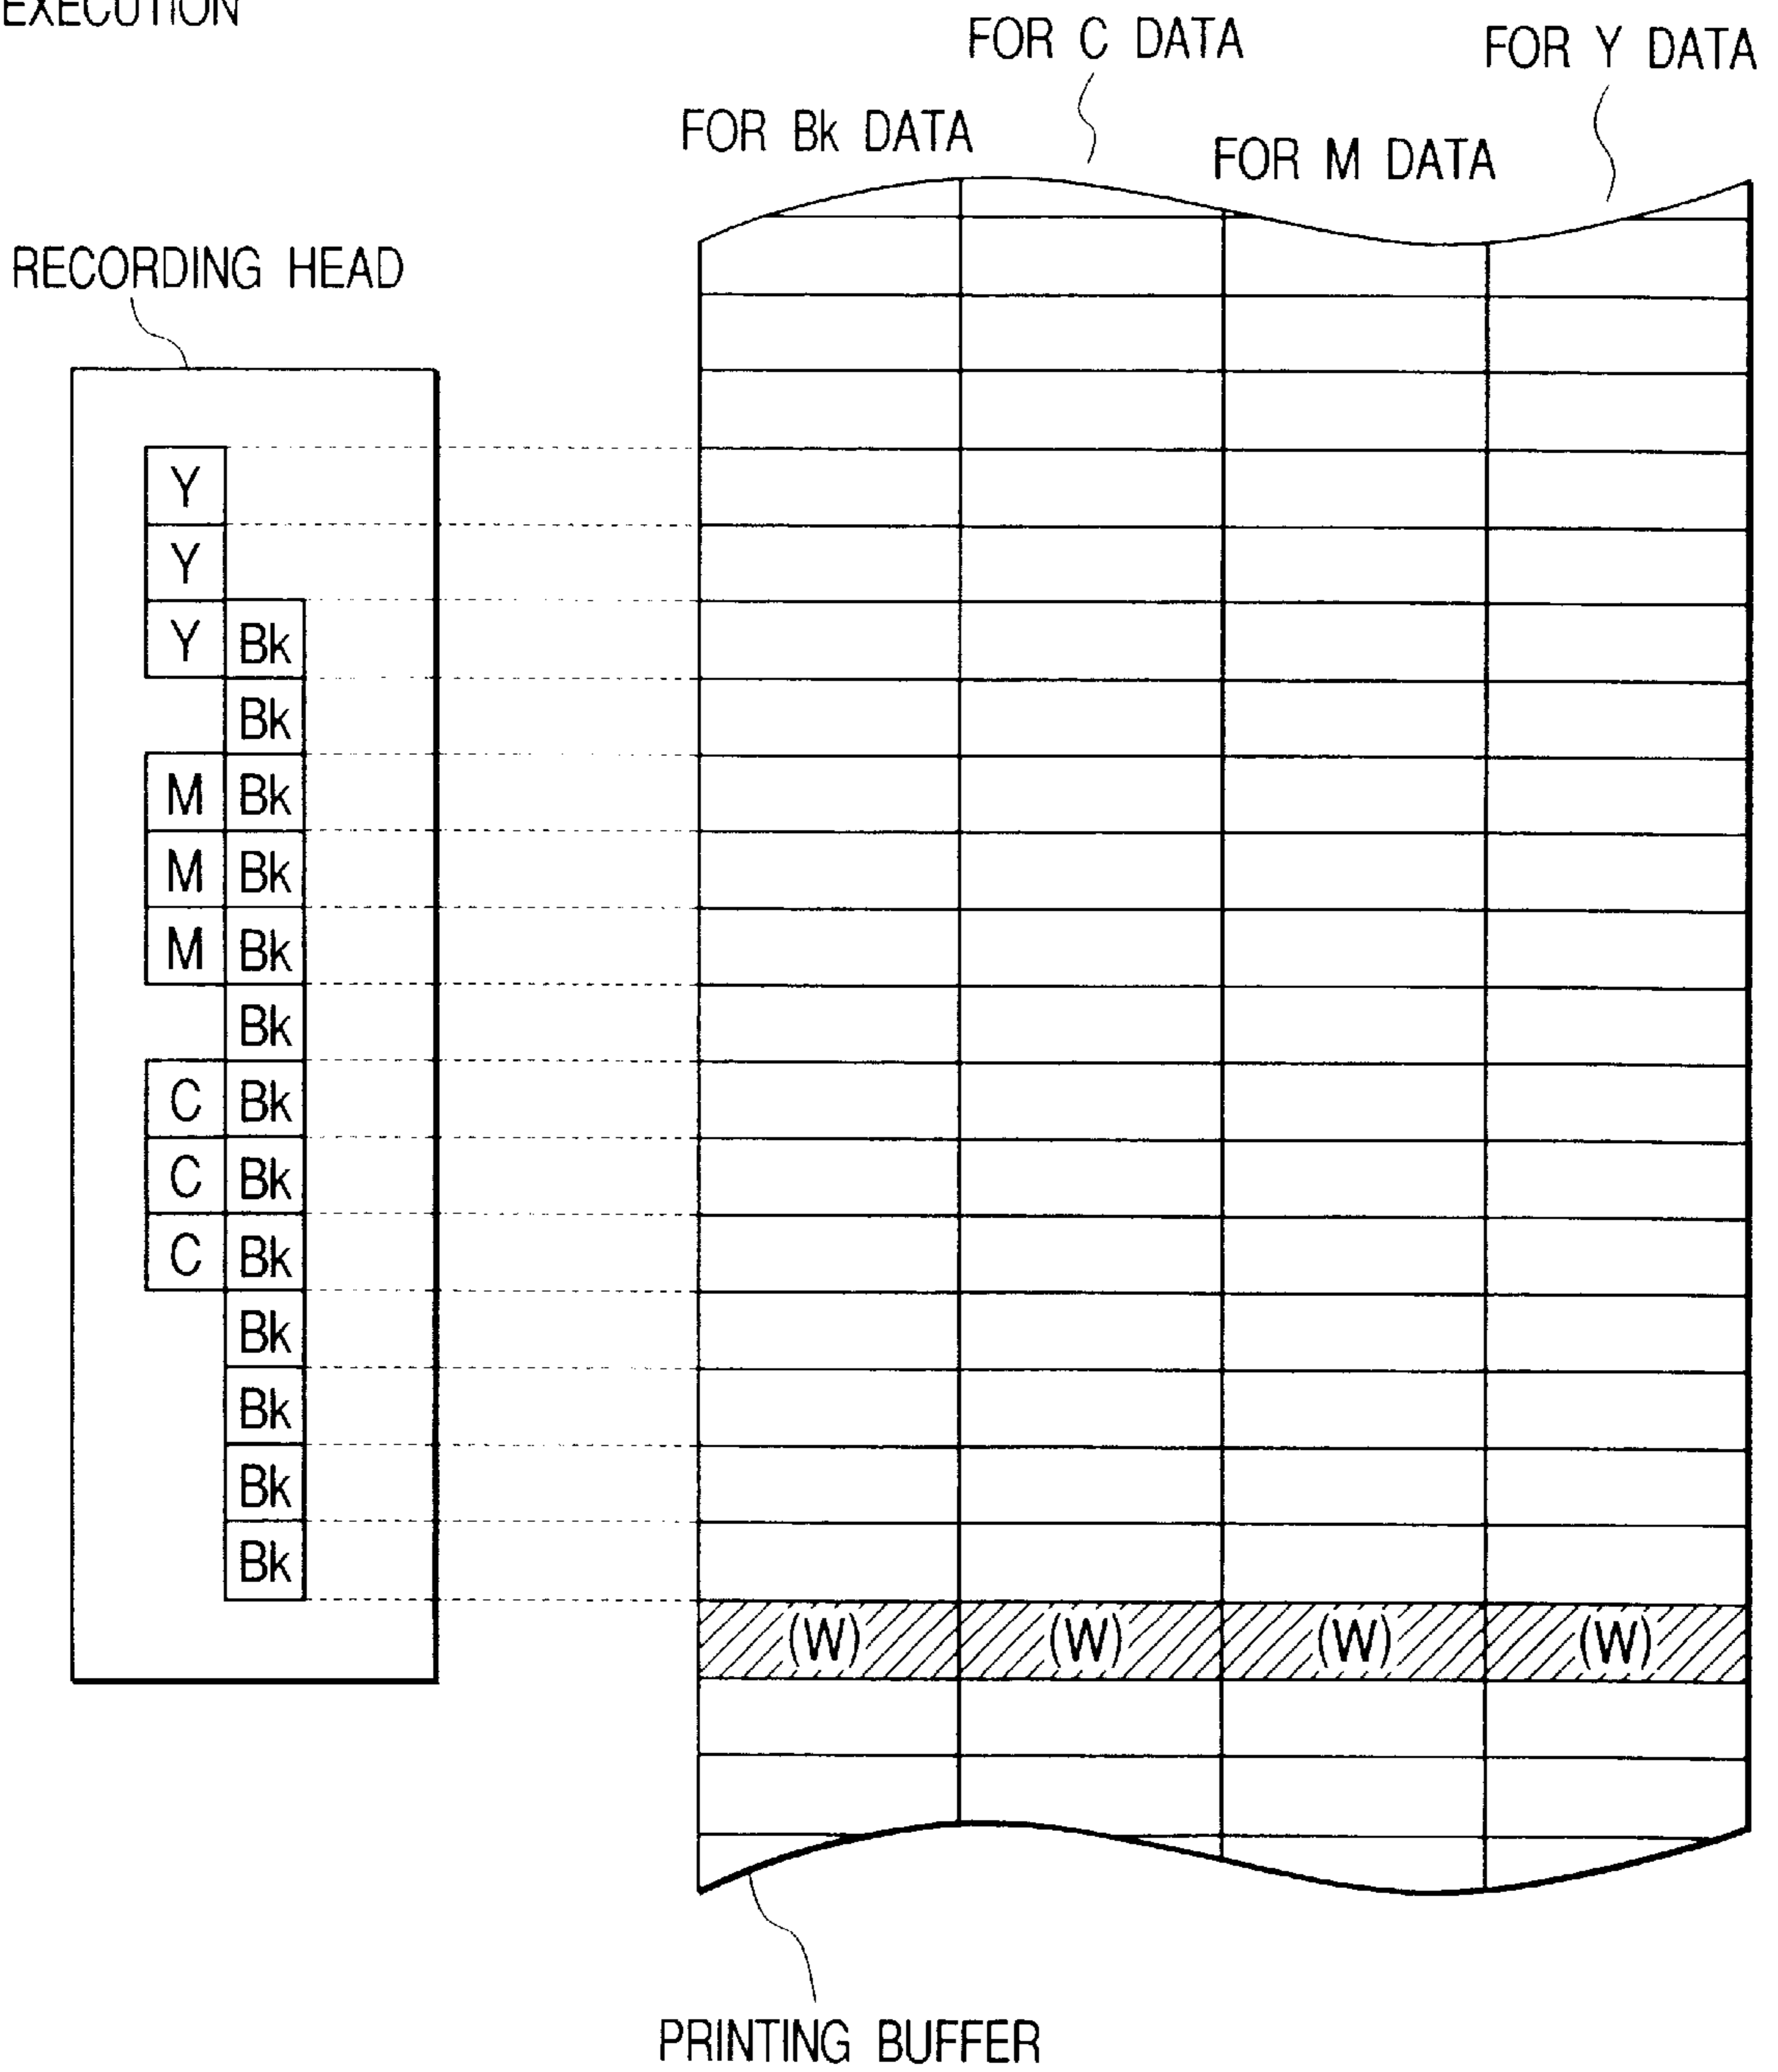 EXECUTION
FOR C DATA
FOR Y DATA
FOR Bk DATA
FOR M DATA
RECORDING HEAD
Y
Y
Y Bk
Bk
M Bk
M Bk
M Bk
Bk
C Bk
C Bk
C Bk
Bk
Bk
Bk
Bk
(W) (W) (W) (W)
PRINTING BUFFER